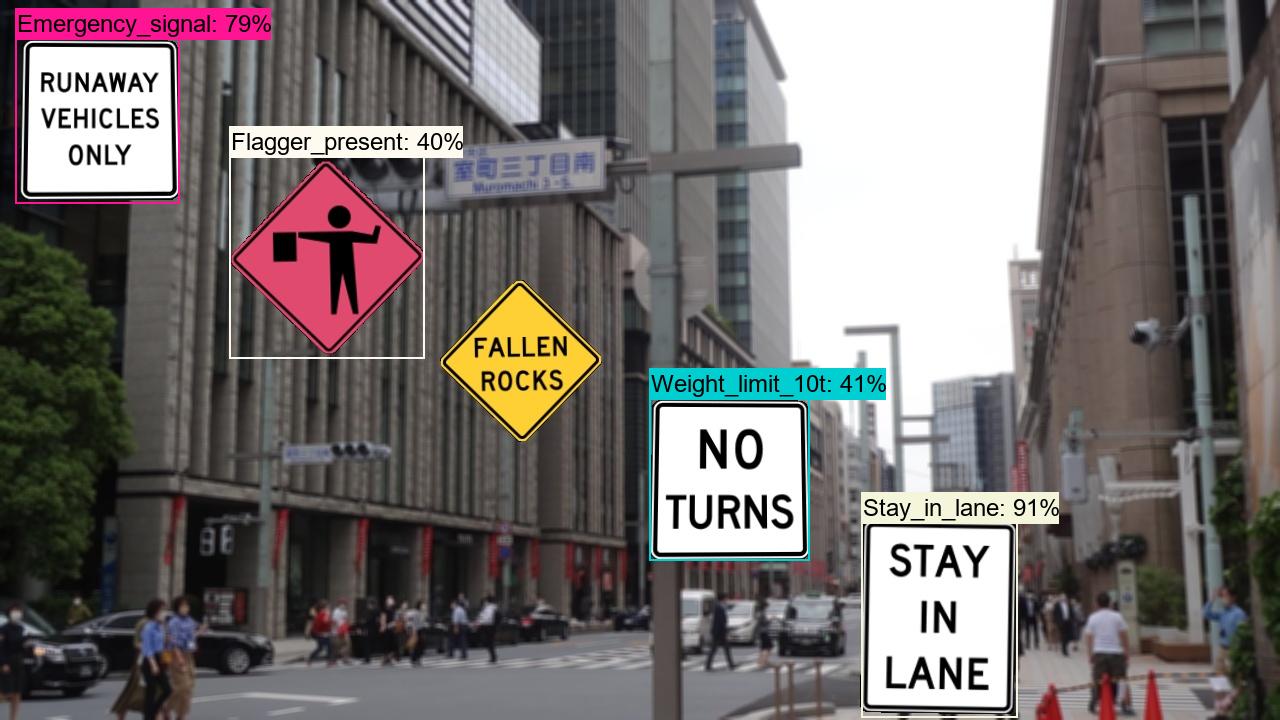 Emergency_signal: 79%
RUNAWAY
VEHICLES
ONLY
Flagger_present: 40%
室町三丁目南
Muromachi 3 -S.
FALLEN
ROCKS
Weight_limit_10t: 41%
NO
TURNS
Stay_in_lane: 91%
STAY
IN
LANE